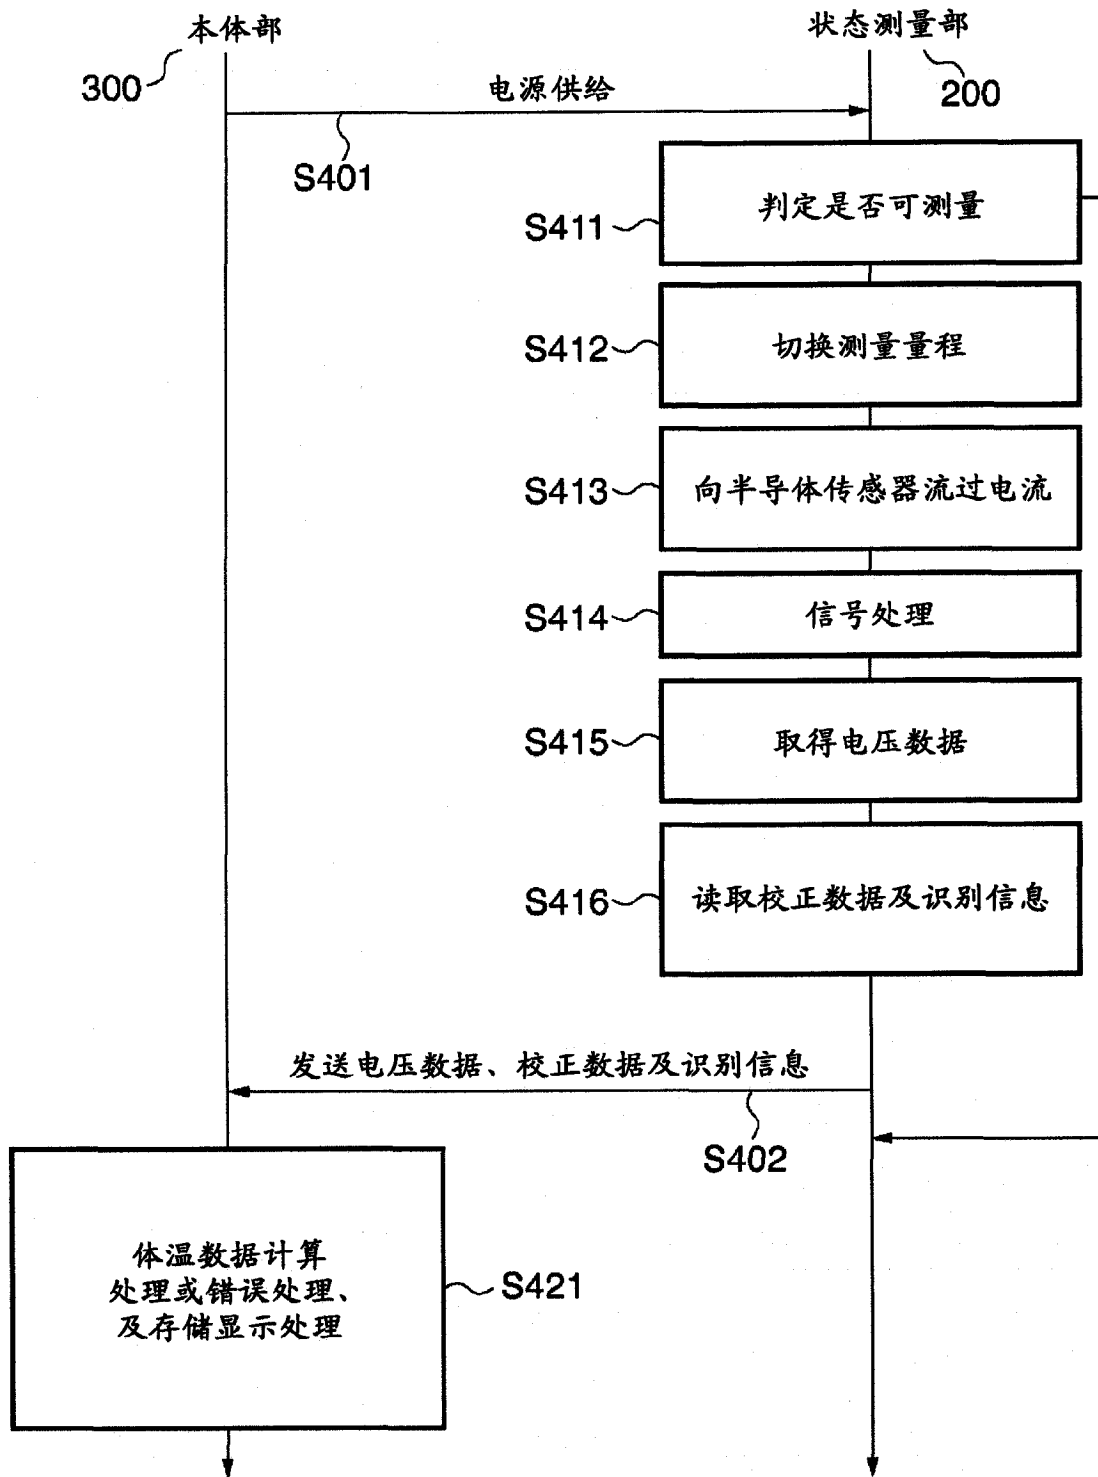 本体部
状态测量部
300
200
电源供给
S401
判定是否可测量
S411
切换测量量程
S412
向半导体传感器流过电流
S413
信号处理
S414
取得电压数据
S415
读取校正数据及识别信息
S416
发送电压数据、校正数据及识别信息
S402
体温数据计算
处理或错误处理、
及存储显示处理
S421